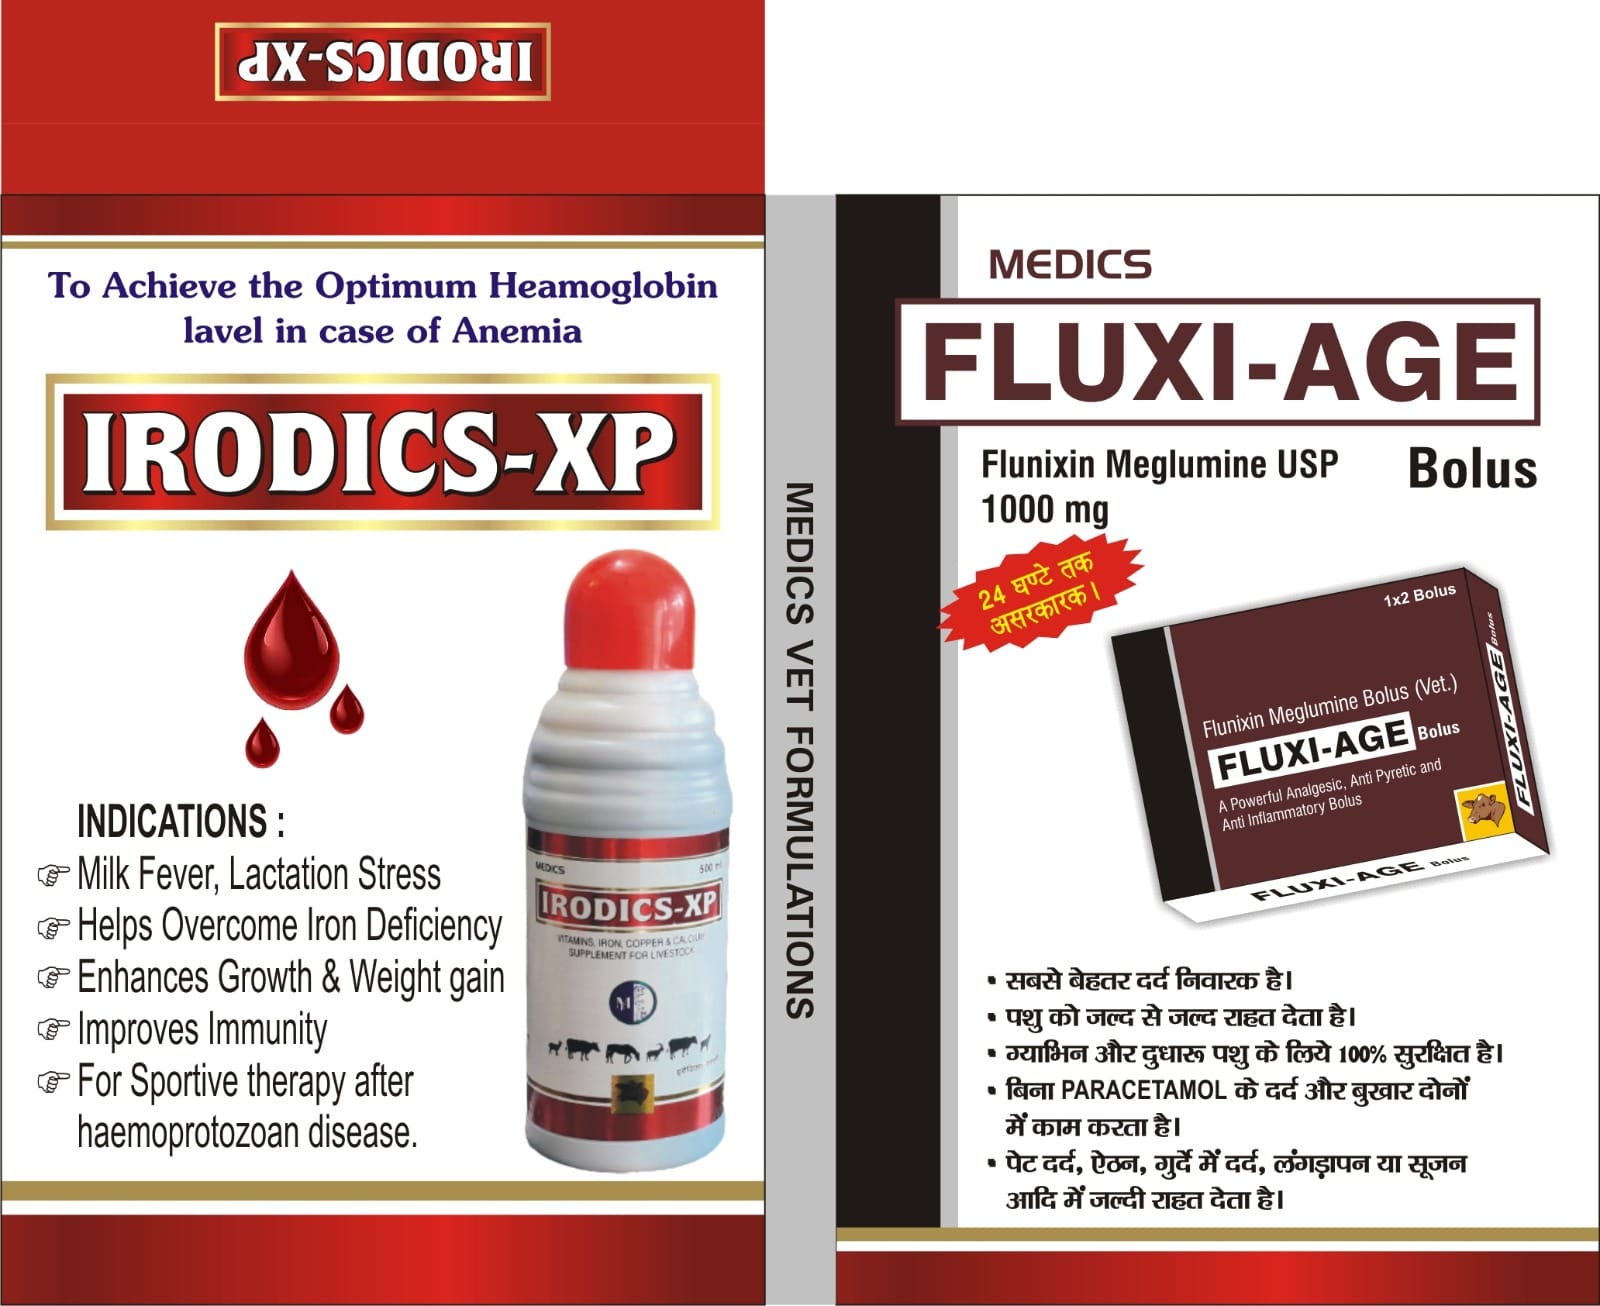 IRODICS-XP
To Achieve the Optimum Heamoglobin
lavel in case of Anemia
IRODICS-XP
INDICATIONS :
Milk Fever, Lactation Stress
Helps Overcome Iron Deficiency
Enhances Growth & Weight gain
Improves Immunity
For Sportive therapy after
haemoprotozoan disease.
MEDICS
500 ml
IRODICS-XP
VITAMINS, IRON, COPPER & CALCIUM
SUPPLEMENT FOR LIVESTOCK
MEDICS VET FORMULATIONS
MEDICS
FLUXI-AGE
Flunixin Meglumine USP
1000 mg
Bolus
24 घण्टे तक
असरकारक।
1x2 Bolus
Flunixin Meglumine Bolus (Vet.)
FLUXI-AGE Bolus
A Powerful Analgesic, Anti Pyretic and
Anti Inflammatory Bolus
FLUXI-AGE Bolus
FLUXI-AGE Bolus
• सबसे बेहतर दर्द निवारक है।
• पशु को जल्द से जल्द राहत देता है।
• ग्याभिन और दुधारू पशु के लिये 100% सुरक्षित है।
• बिना PARACETAMOL के दर्द और बुखार दोनों
में काम करता है।
• पेट दर्द, ऐठन, गुर्दे में दर्द, लंगड़ापन या सूजन
आदि में जल्दी राहत देता है।